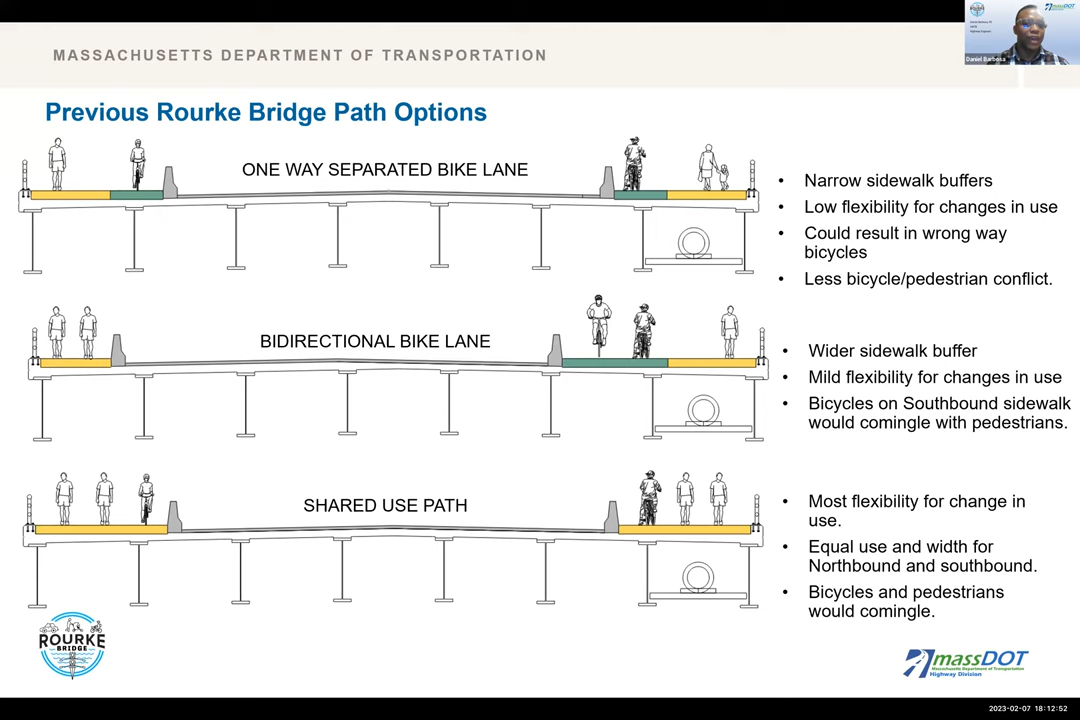 massDOT
Daniel Barbosa
MASSACHUSETTS DEPARTMENT OF TRANSPORTATION
Previous Rourke Bridge Path Options
ONE WAY SEPARATED BIKE LANE
• Narrow sidewalk buffers
• Low flexibility for changes in use
• Could result in wrong way
bicycles
• Less bicycle/pedestrian conflict.
BIDIRECTIONAL BIKE LANE
• Wider sidewalk buffer
• Mild flexibility for changes in use
• Bicycles on Southbound sidewalk
would comingle with pedestrians.
SHARED USE PATH
• Most flexibility for change in
use.
• Equal use and width for
Northbound and southbound.
• Bicycles and pedestrians
would comingle.
ROURKE
BRIDGE
massDOT
Massachusetts Department of Transportation
Highway Division
2023-02-07 18:12:52